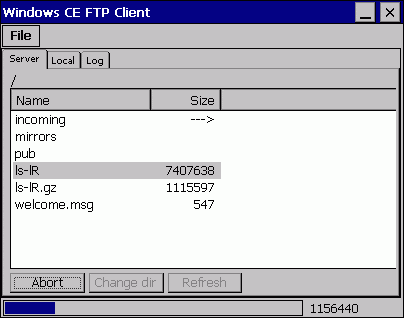 Windows CE FTP Client
File
Server Local Log
/
Name Size
incoming --->
mirrors
pub
ls-lR 7407638
ls-lR.gz 1115597
welcome.msg 547
Abort Change dir Refresh
1156440